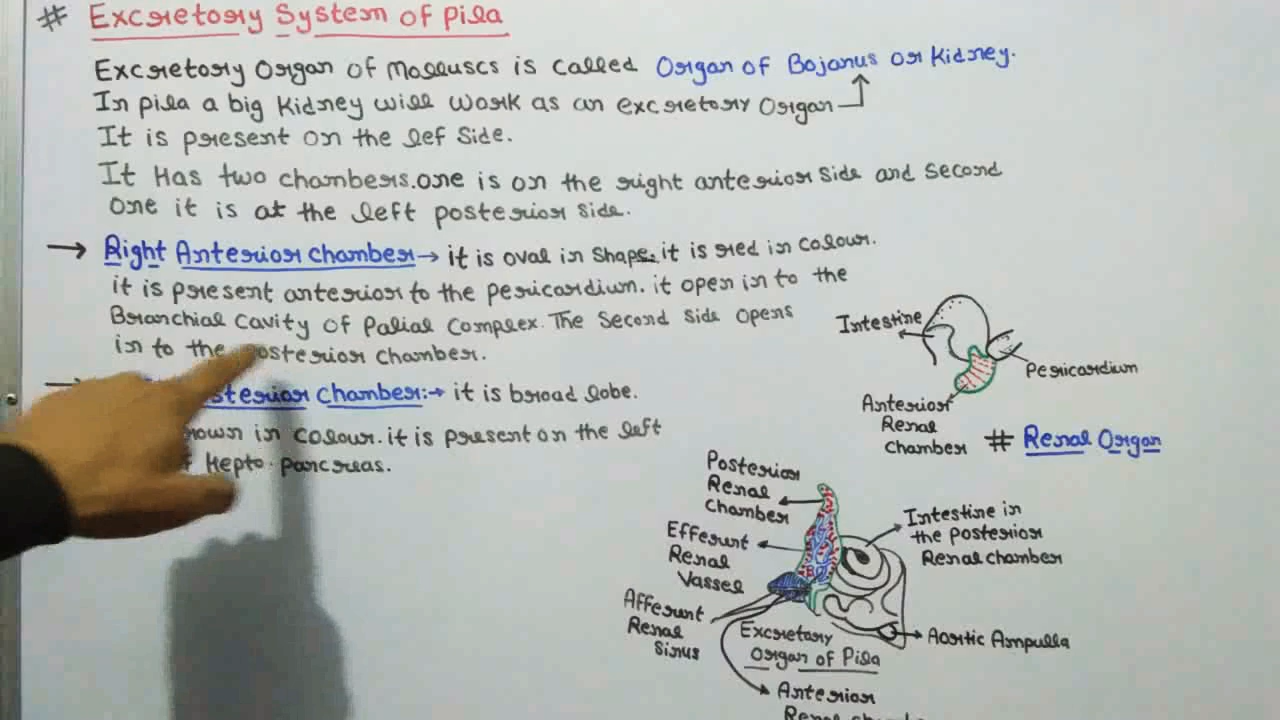 # Excretory System of Pila
Excretory Organ of Molluscs is called Organ of Bojanus or Kidney.
In pila a big Kidney will work as an excretory Organ
It is present on the lef Side.
It Has two chambers. one is on the right anterior Side and Second
one it is at the left posterior side.
→ Right Anterior chamber → it is oval in shape. it is red in colour.
it is present anterior to the pericardium. it open in to the
Branchial cavity of Palial Complex. The Second Side opens
in to the posterior chamber.
→ Chamber:→ it is broad lobe.
in colour. it is present on the left
Hepto-pancreas.
Intestine
Pericardium
Anterior
Renal
Chamber
# Renal Organ
Posterior
Renal
Chamber
Efferunt
Renal
Vassel
Afferunt
Renal
Sinus
Intestine in
the posterior
Renal chamber
Aortic Ampulla
Excretory
Organ of Pila
Anterior